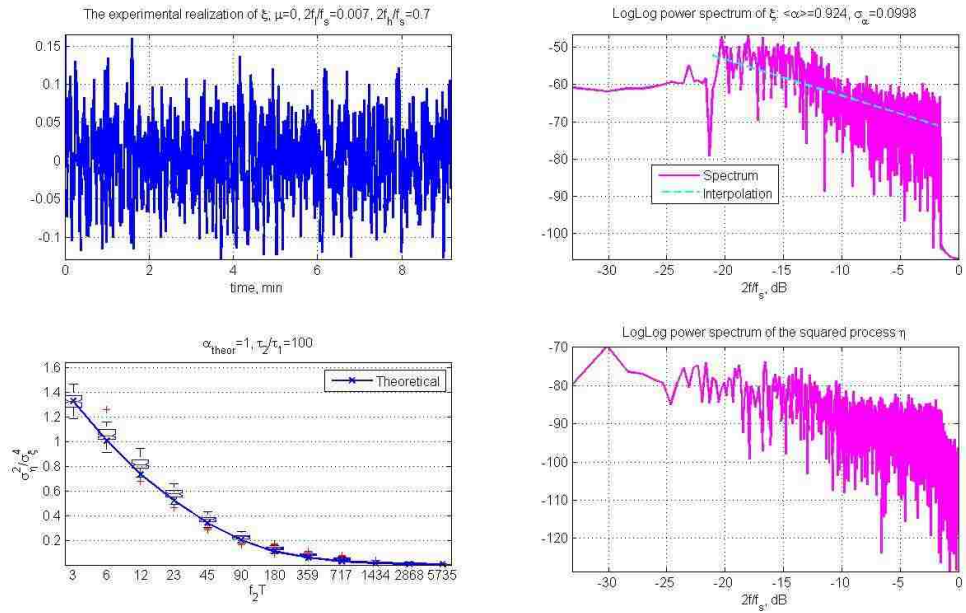 The experimental realization of ξ; μ=0, 2f_l/f_s=0.007, 2f_h/f_s=0.7
0.15
0.1
0.05
0
-0.05
-0.1
0 2 4 6 8
time, min
LogLog power spectrum of ξ: <α>=0.924, σ_α=0.0998
-50
-60
-70
-80
-90
-100
Spectrum
Interpolation
-30 -25 -20 -15 -10 -5 0
2f/f_s, dB
α_theor=1, τ_2/τ_1=100
1.6
1.4
1.2
1
0.8
0.6
0.4
0.2
σ_η^2/σ_ξ^4
Theoretical
3 6 12 23 45 90 180 359 717 1434 2868 5735
f_2T
LogLog power spectrum of the squared process η
-70
-80
-90
-100
-110
-120
-30 -25 -20 -15 -10 -5 0
2f/f_s, dB